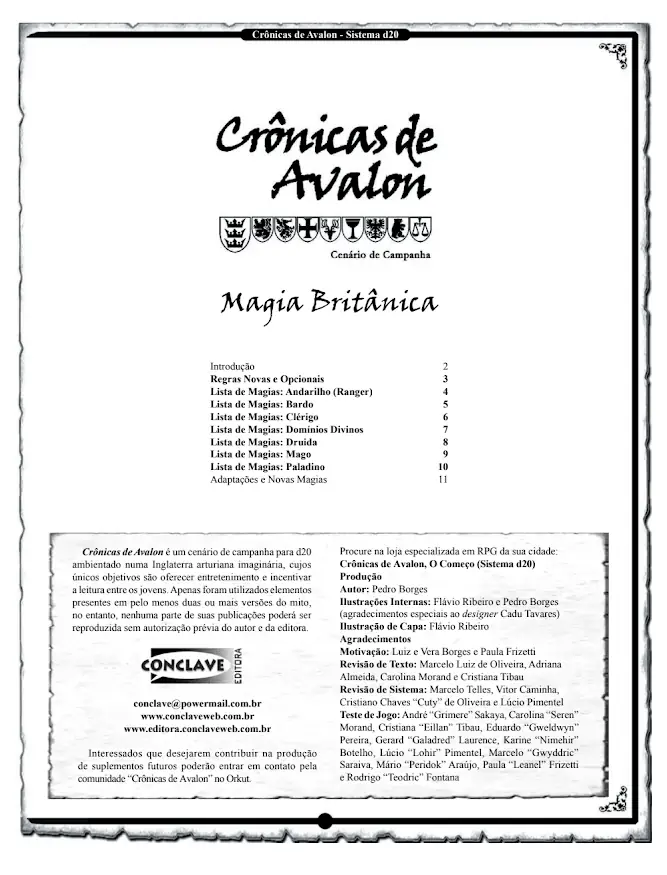 Crônicas de Avalon - Sistema d20
Crônicas de
Avalon
Cenário de Campanha
Magia Britânica
Introdução 2
Regras Novas e Opcionais 3
Lista de Magias: Andarilho (Ranger) 4
Lista de Magias: Bardo 5
Lista de Magias: Clérigo 6
Lista de Magias: Domínios Divinos 7
Lista de Magias: Druida 8
Lista de Magias: Mago 9
Lista de Magias: Paladino 10
Adaptações e Novas Magias 11
Crônicas de Avalon é um cenário de campanha para d20
ambientado numa Inglaterra arturiana imaginária, cujos
únicos objetivos são oferecer entretenimento e incentivar
a leitura entre os jovens. Apenas foram utilizados elementos
presentes em pelo menos duas ou mais versões do mito,
no entanto, nenhuma parte de suas publicações poderá ser
reproduzida sem autorização prévia do autor e da editora.
CONCLAVE
EDITORA
conclave@powermail.com.br
www.conclaveweb.com.br
www.editora.conclaveweb.com.br
Interessados que desejarem contribuir na produção
de suplementos futuros poderão entrar em contato pela
comunidade “Crônicas de Avalon” no Orkut.
Procure na loja especializada em RPG da sua cidade:
Crônicas de Avalon, O Começo (Sistema d20)
Produção
Autor: Pedro Borges
Ilustrações Internas: Flávio Ribeiro e Pedro Borges
(agradecimentos especiais ao designer Cadu Tavares)
Ilustração de Capa: Flávio Ribeiro
Agradecimentos
Motivação: Luiz e Vera Borges e Paula Frizetti
Revisão de Texto: Marcelo Luiz de Oliveira, Adriana
Almeida, Carolina Morand e Cristiana Tibau
Revisão de Sistema: Marcelo Telles, Vitor Caminha,
Cristiano Chaves “Cuty” de Oliveira e Lúcio Pimentel
Teste de Jogo: André “Grimere” Sakaya, Carolina “Seren”
Morand, Cristiana “Eillan” Tibau, Eduardo “Gweldwyn”
Pereira, Gerard “Galadred” Laurence, Karine “Nimehir”
Botelho, Lúcio “Lohir” Pimentel, Marcelo “Gwyddric”
Saraiva, Mário “Peridok” Araújo, Paula “Leanel” Frizetti
e Rodrigo “Teodric” Fontana